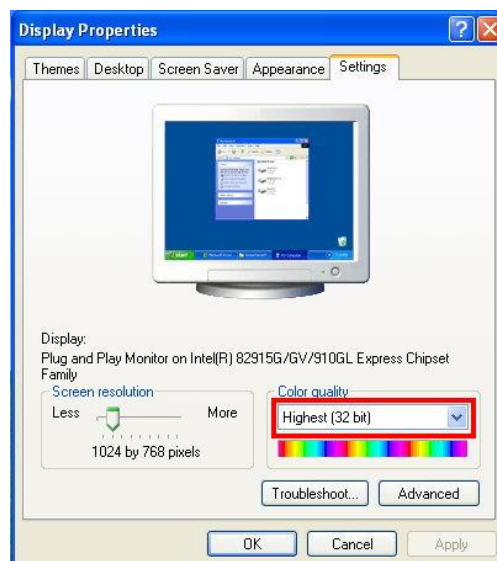 Display Properties
Themes Desktop Screen Saver Appearance Settings
Display:
Plug and Play Monitor on Intel(R) 82915G/GV/910GL Express Chipset
Family
Screen resolution
Less More
1024 by 768 pixels
Color quality
Highest (32 bit)
Troubleshoot... Advanced
OK Cancel Apply